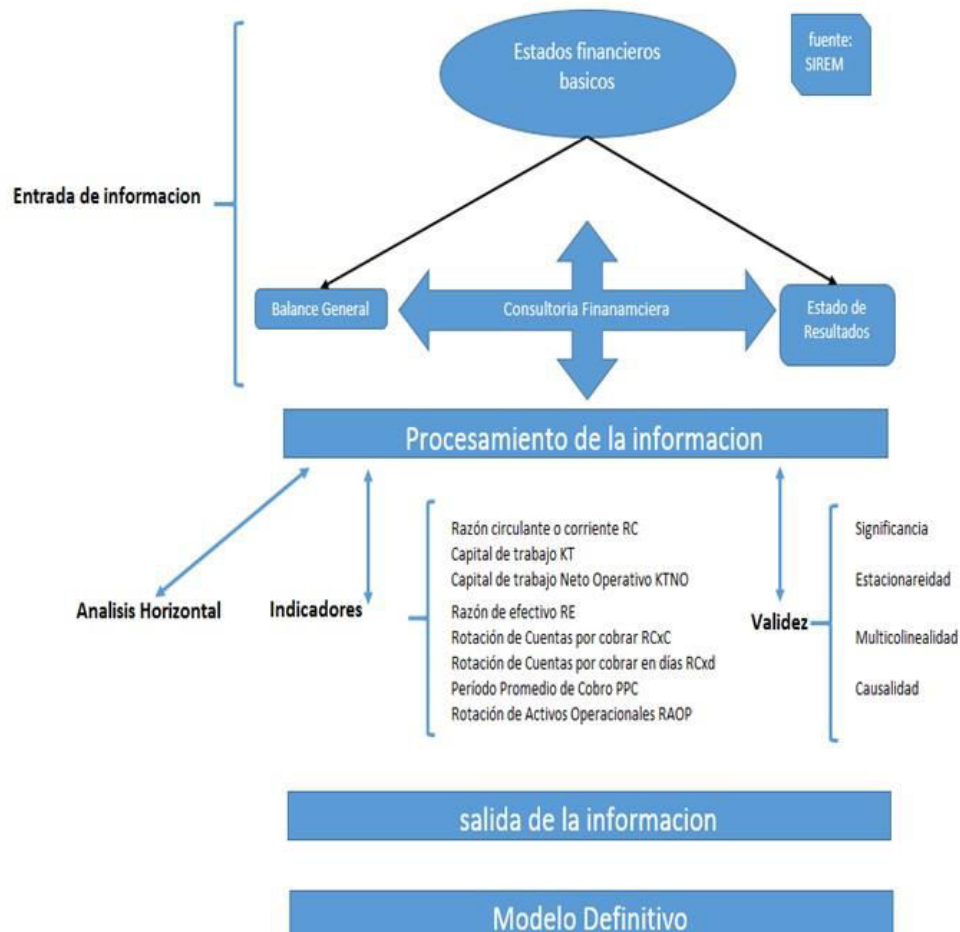 Estados financieros
basicos
fuente:
SIREM
Entrada de informacion
Balance General
Consultoria Finanamciera
Estado de
Resultados
Procesamiento de la informacion
Analisis Horizontal
Indicadores
Razón circulante o corriente RC
Capital de trabajo KT
Capital de trabajo Neto Operativo KTNO
Razón de efectivo RE
Rotación de Cuentas por cobrar RCxC
Rotación de Cuentas por cobrar en días RCxd
Período Promedio de Cobro PPC
Rotación de Activos Operacionales RAOP
Validez
Significancia
Estacionareidad
Multicolinealidad
Causalidad
salida de la informacion
Modelo Definitivo